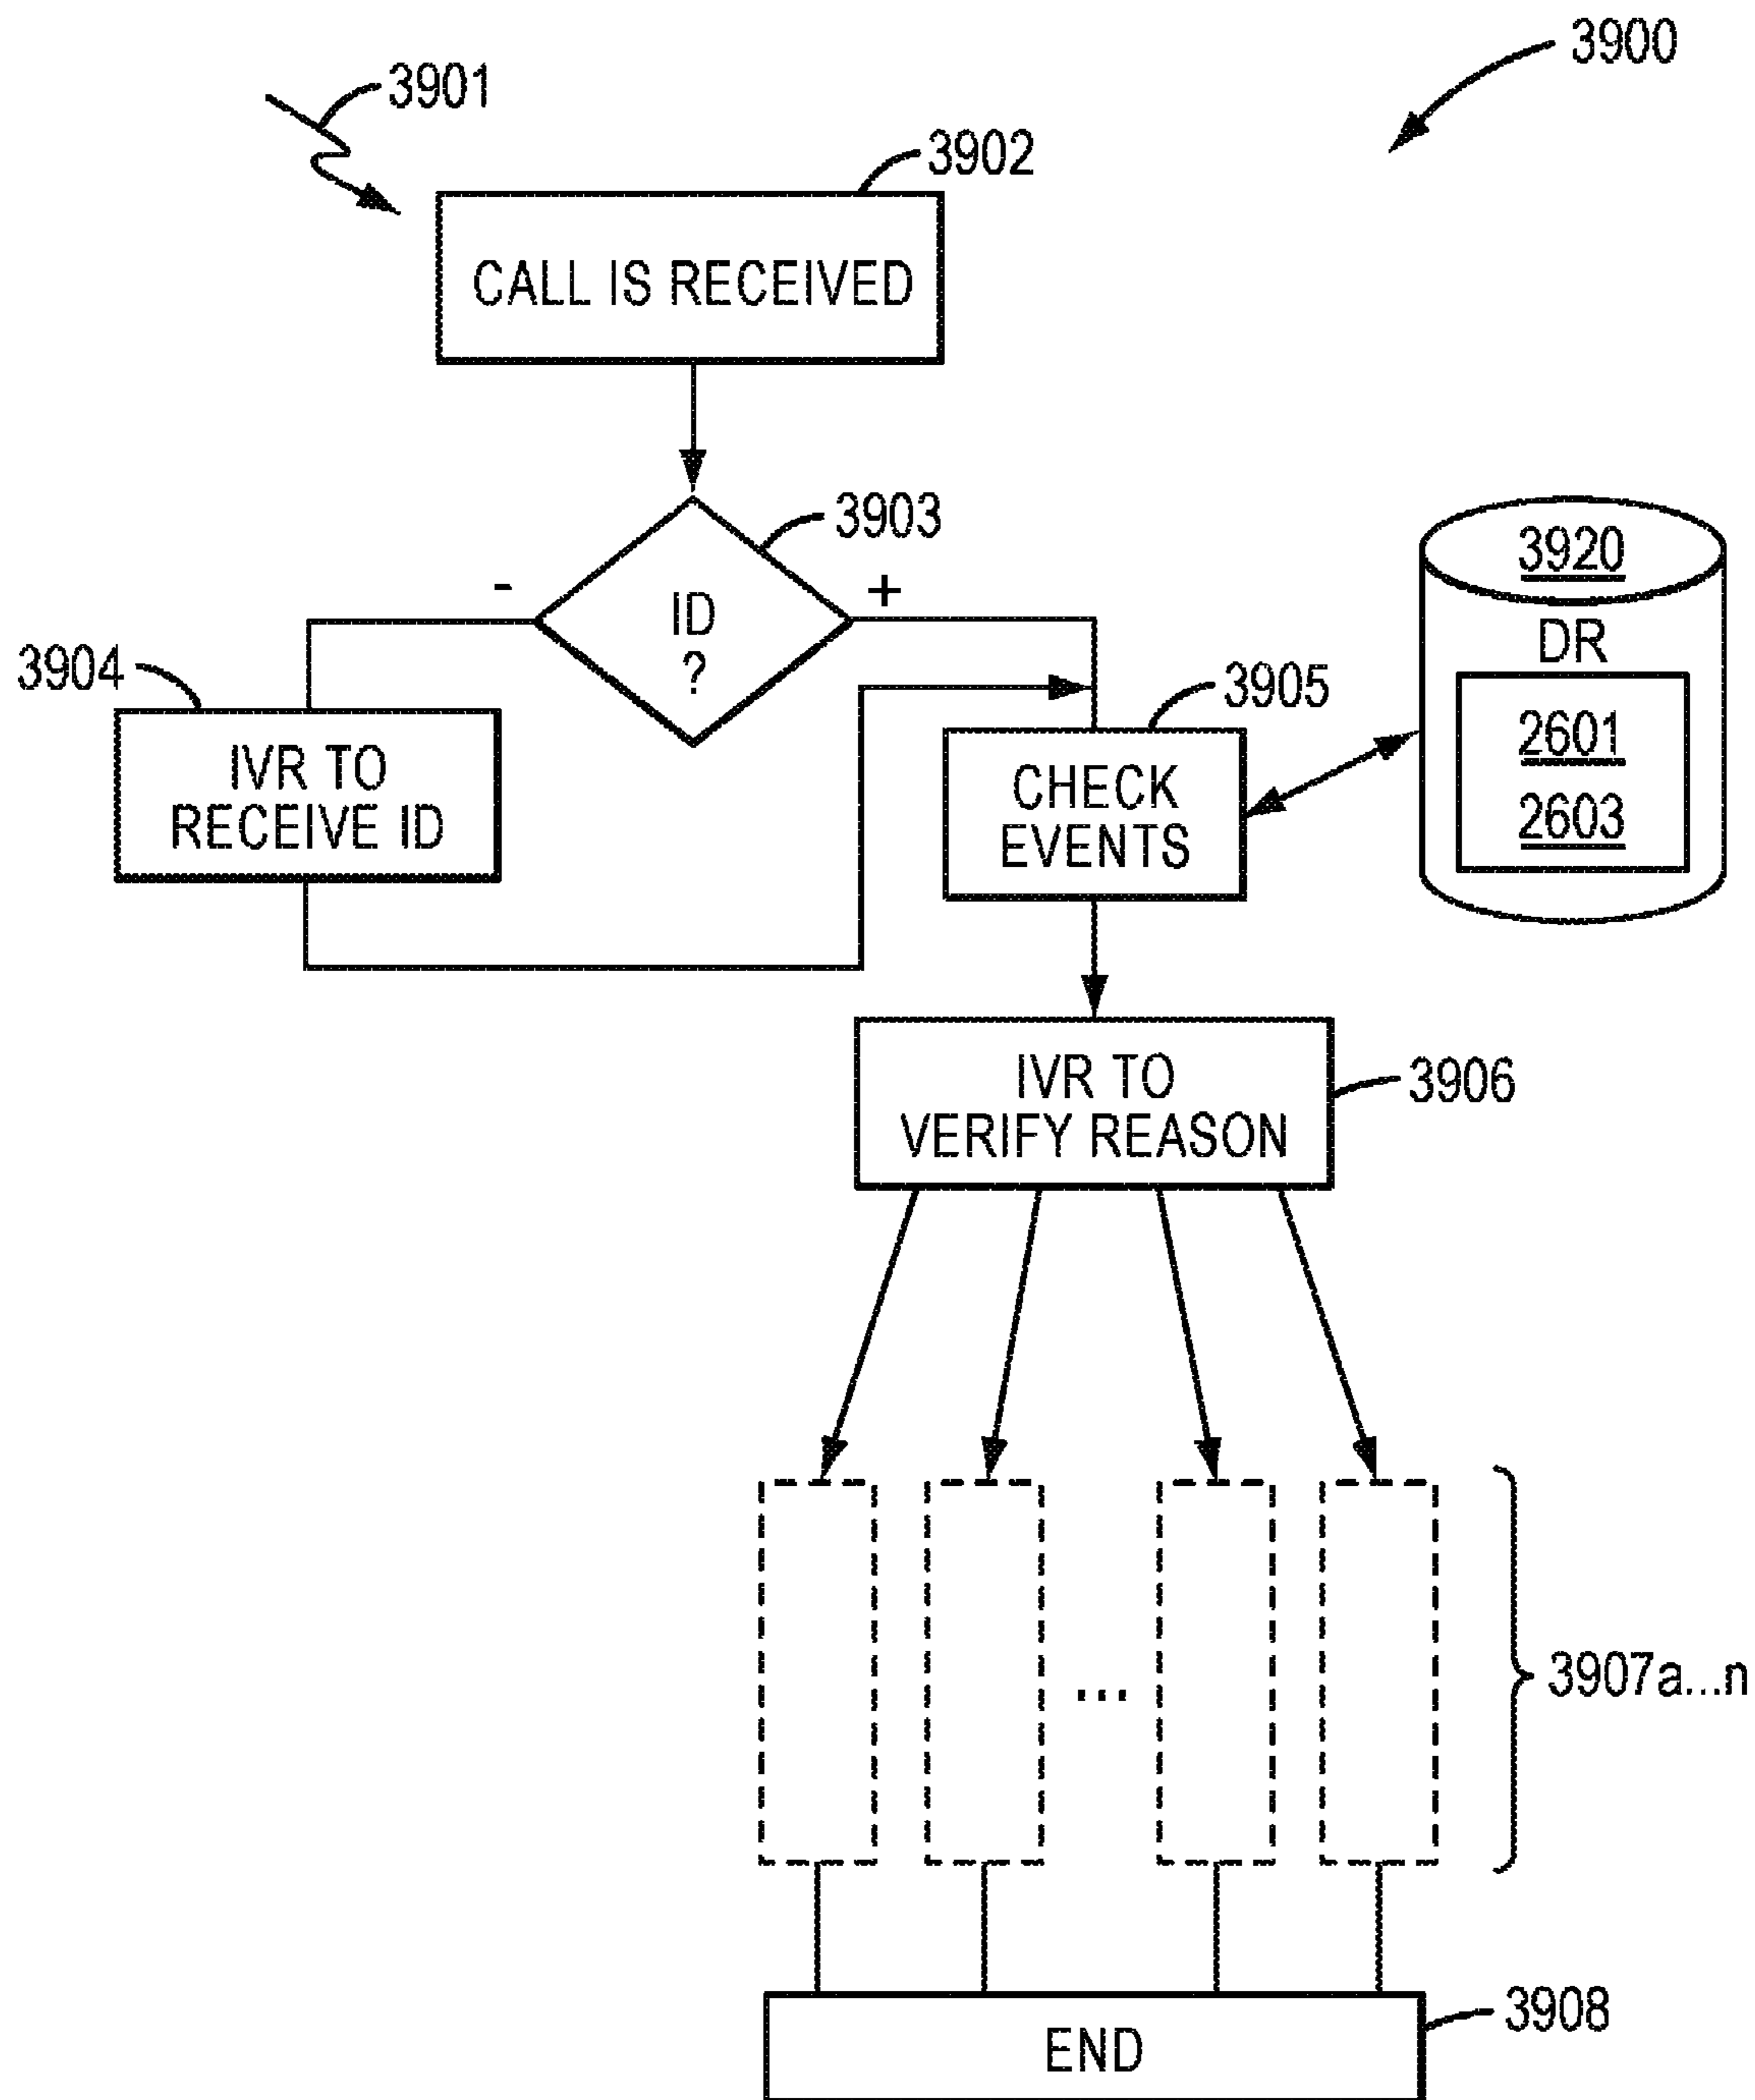 3900
3901
3902
CALL IS RECEIVED
3903
-
+
ID
?
3920
DR
2601
2603
3904
IVR TO
RECEIVE ID
3905
CHECK
EVENTS
IVR TO
VERIFY REASON
3906
...
3907a...n
END
3908